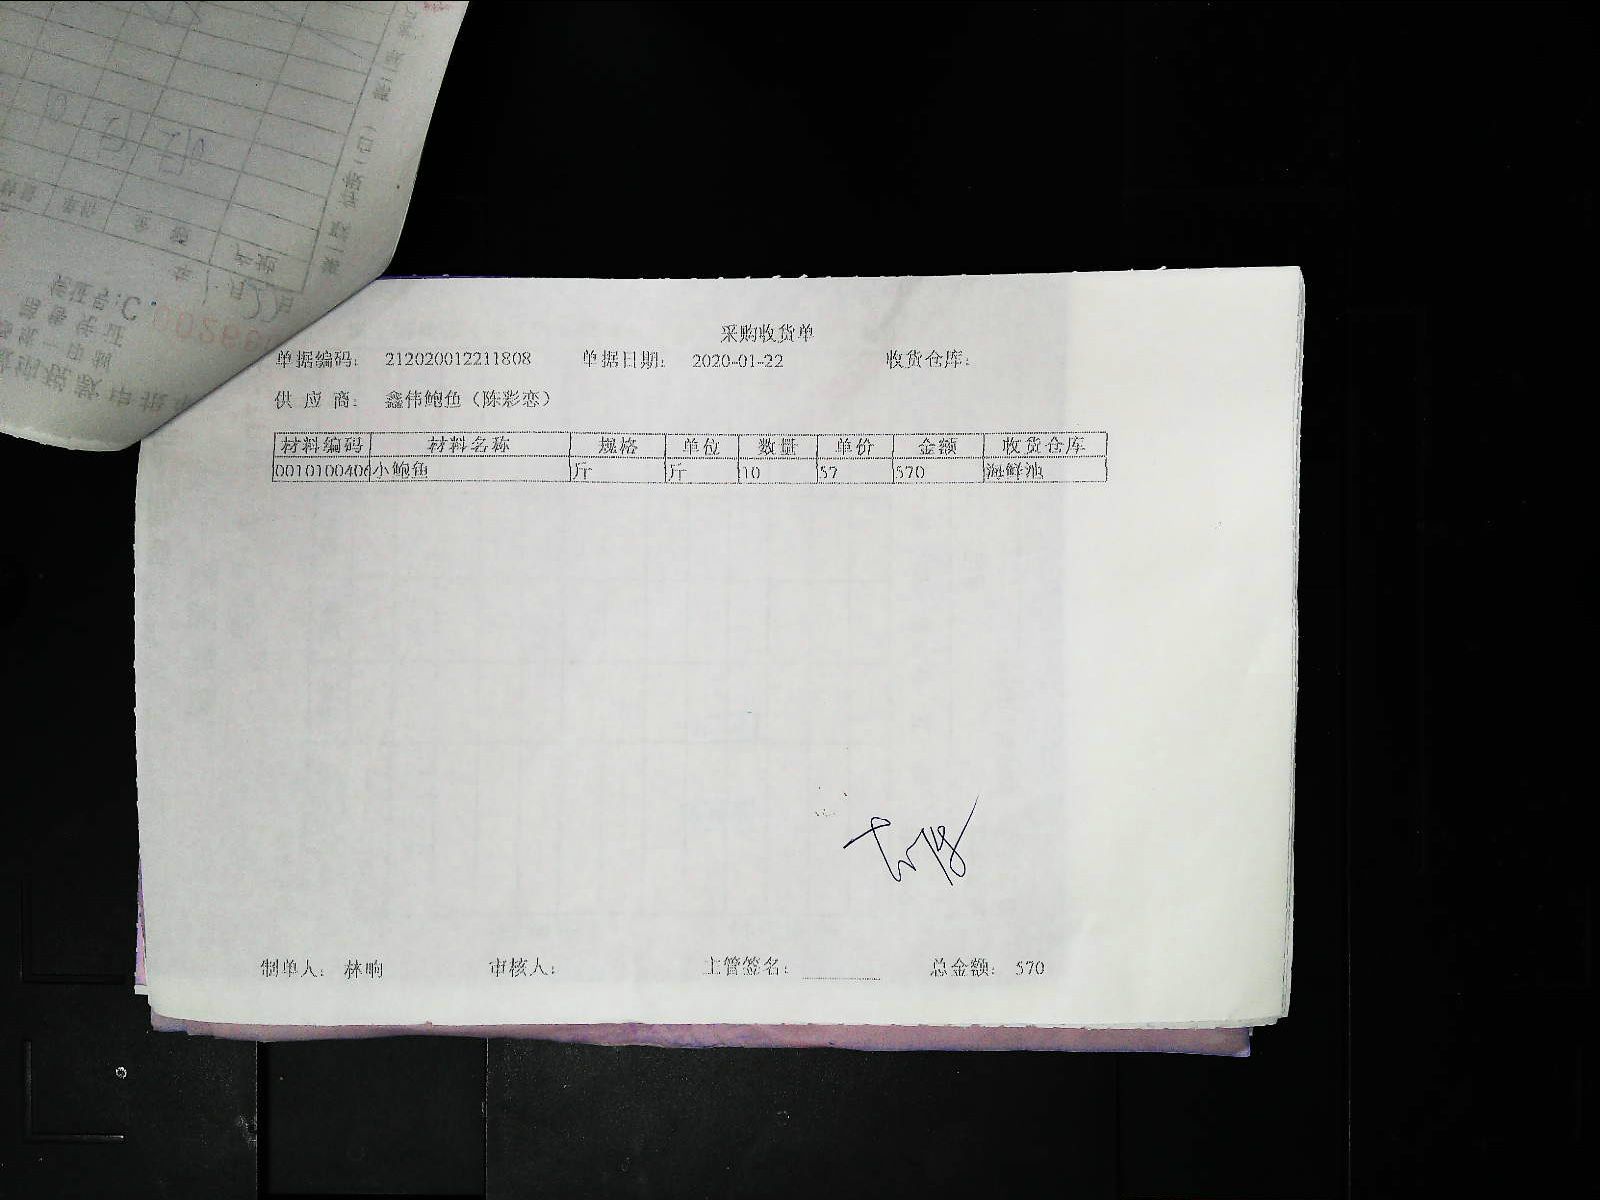 采购收货单
单据编码: 212020012211808 单据日期: 2020-01-22 收货仓库:
供应商: 鑫伟鲍鱼(陈彩恋)
材料编码 材料名称 规格 单位 数量 单价 金额 收货仓库
0010100406 小鲍鱼 斤 斤 10 57 570 海鲜池
制单人: 林晌 审核人: 主管签名: 总金额: 570